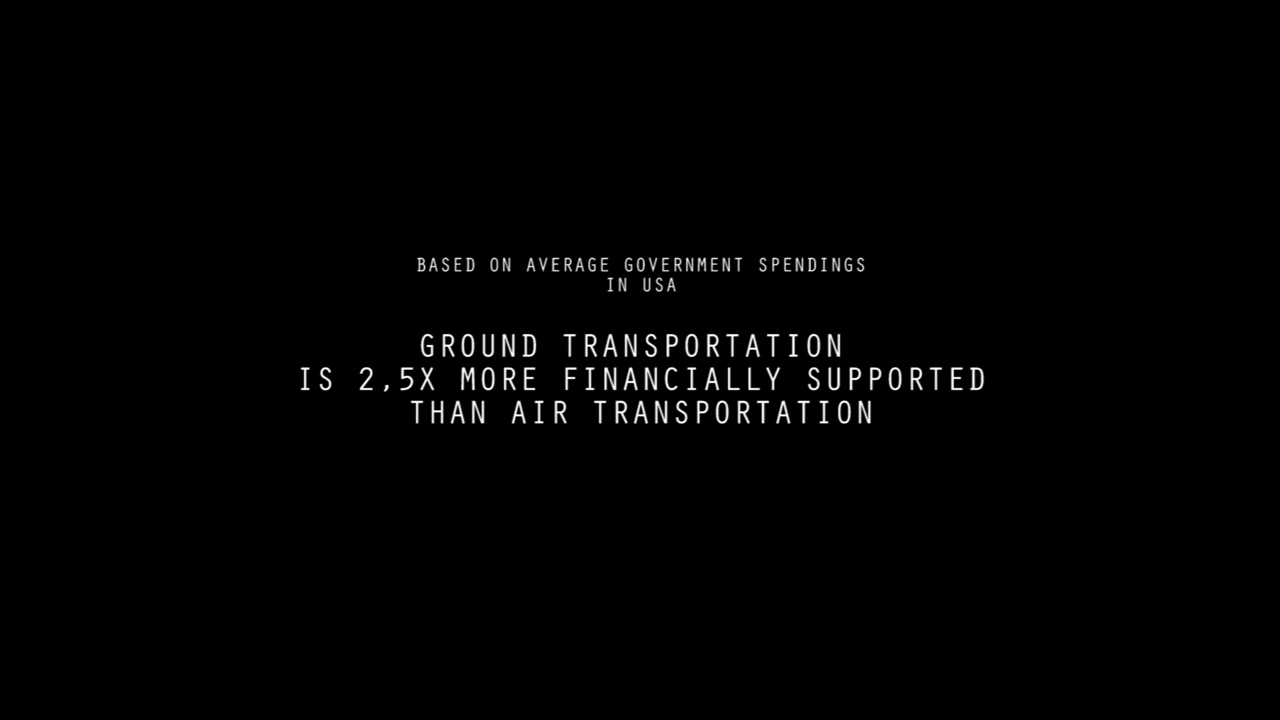 BASED ON AVERAGE GOVERNMENT SPENDINGS
IN USA
GROUND TRANSPORTATION
IS 2,5X MORE FINANCIALLY SUPPORTED
THAN AIR TRANSPORTATION